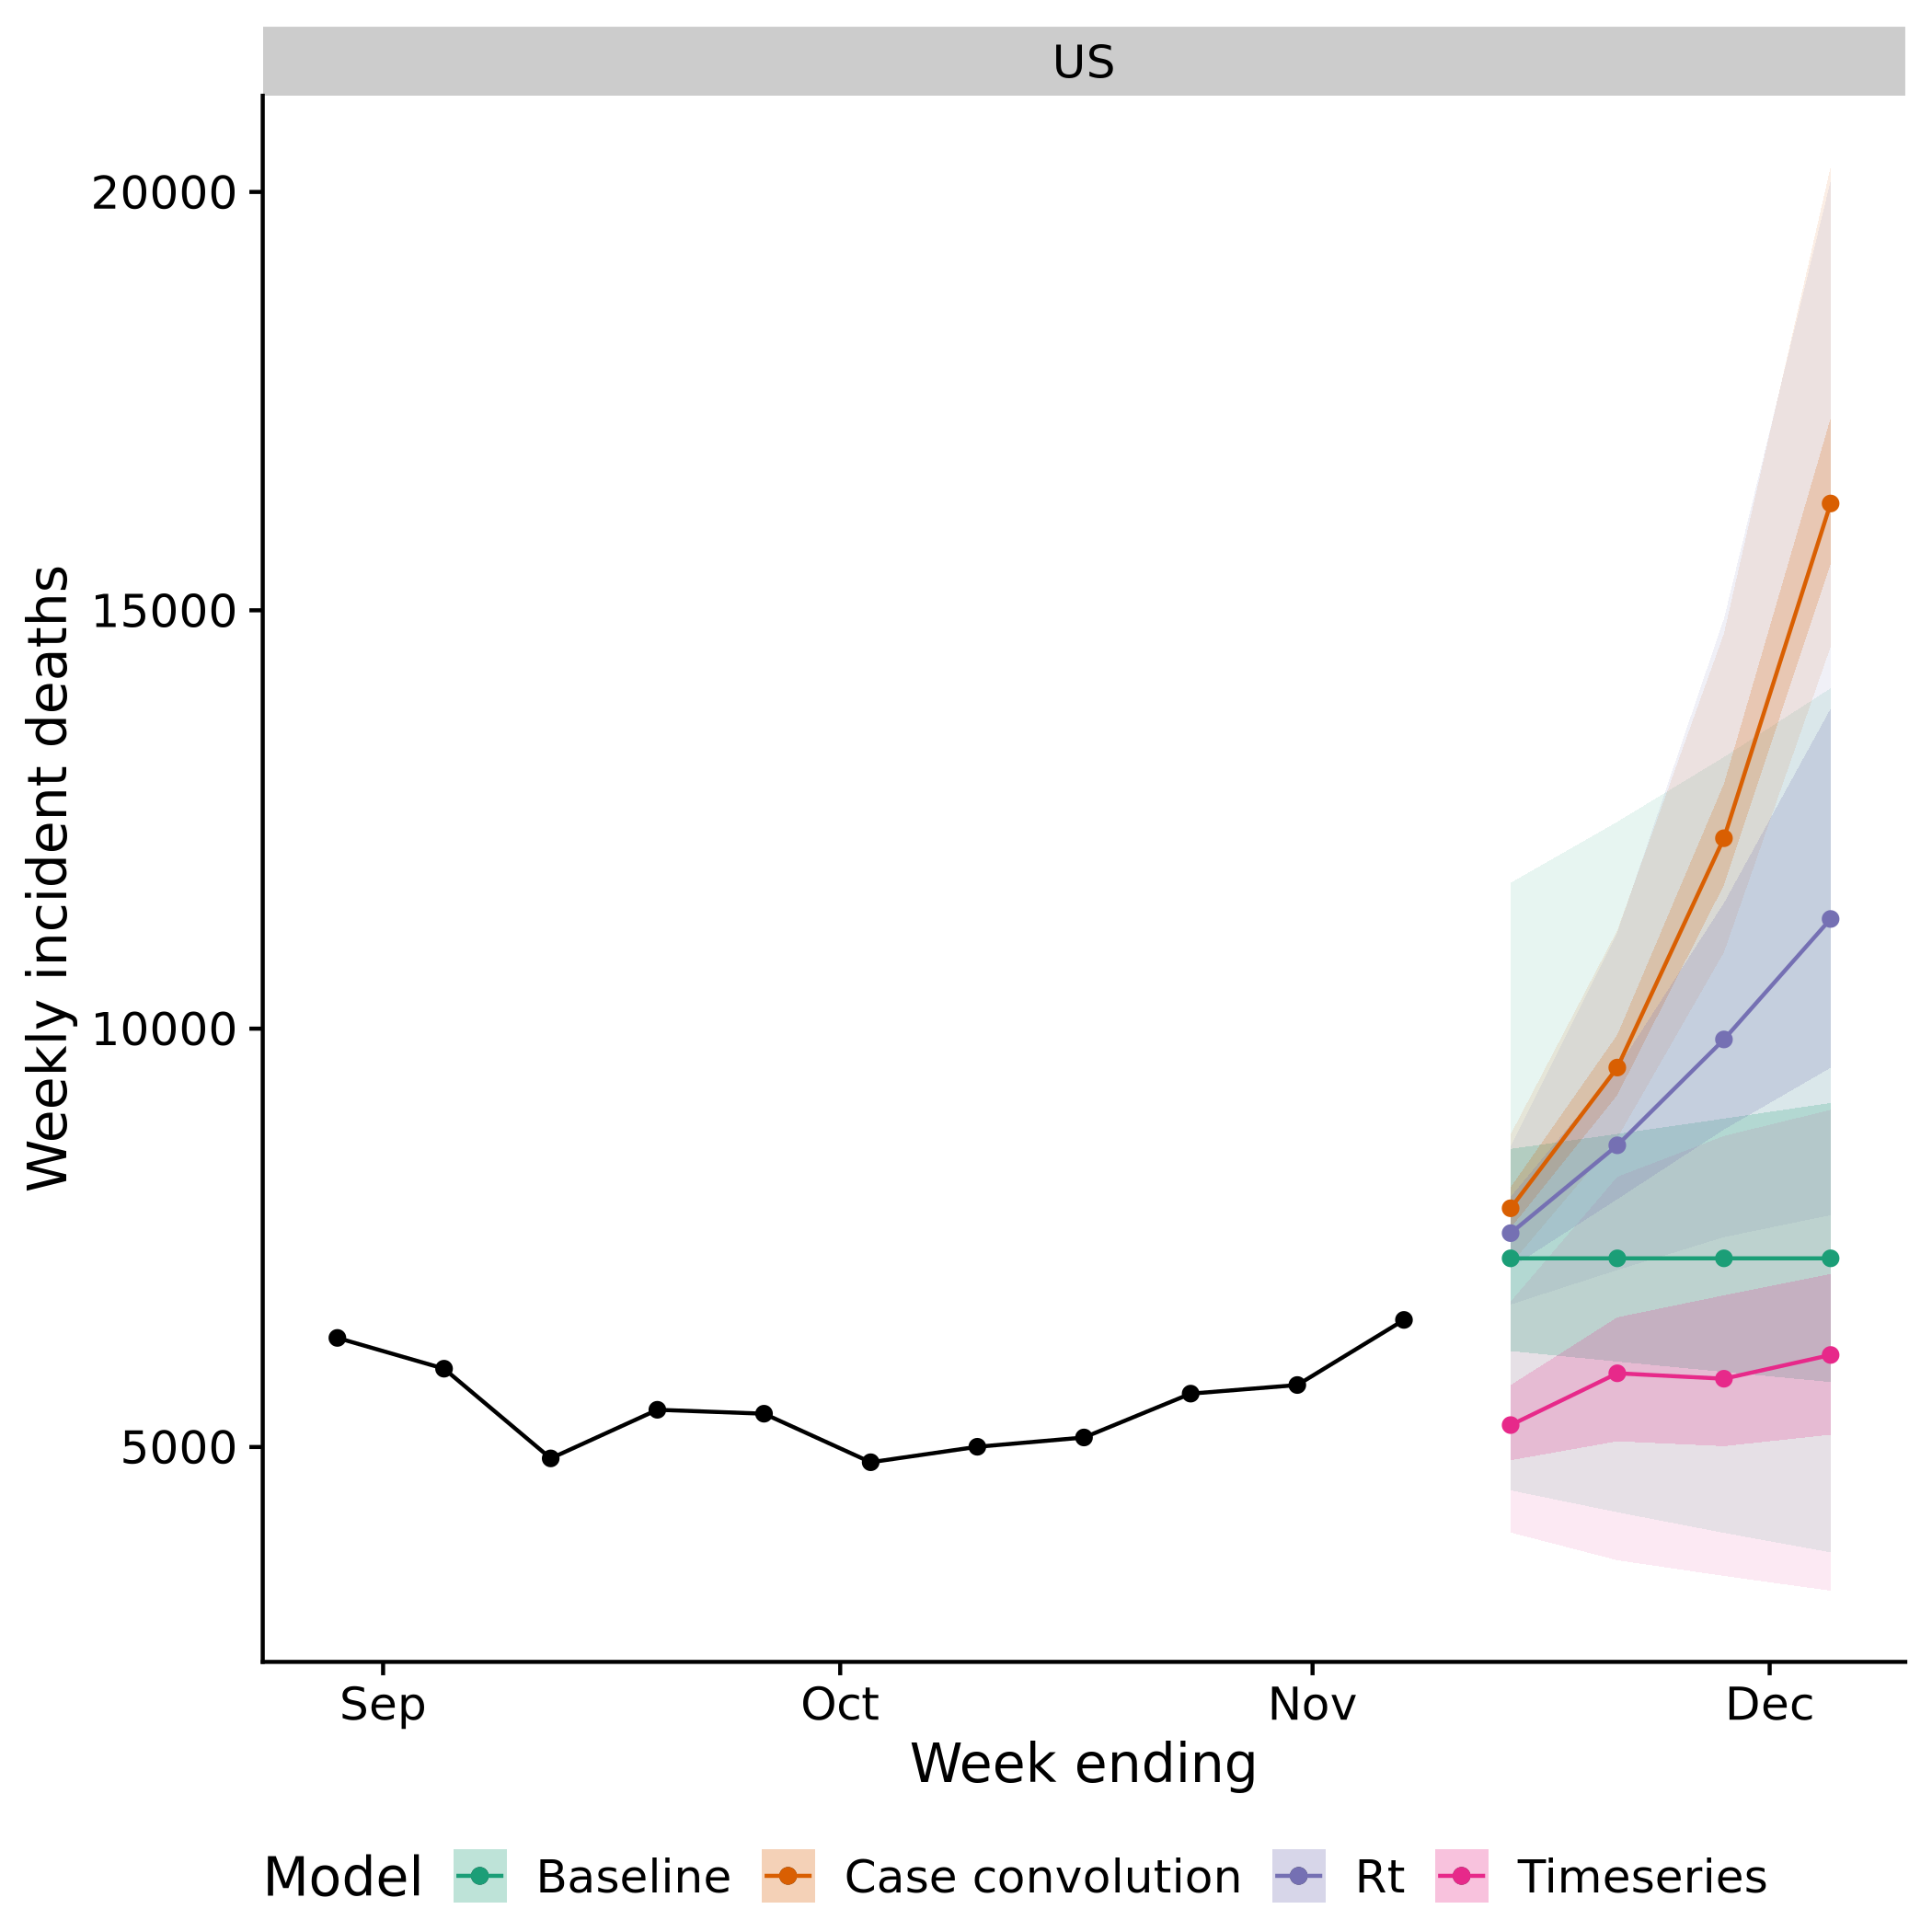 US
Weekly incident deaths
20000
15000
10000
5000
Sep Oct Nov Dec
Week ending
Model Baseline Case convolution Rt Timeseries